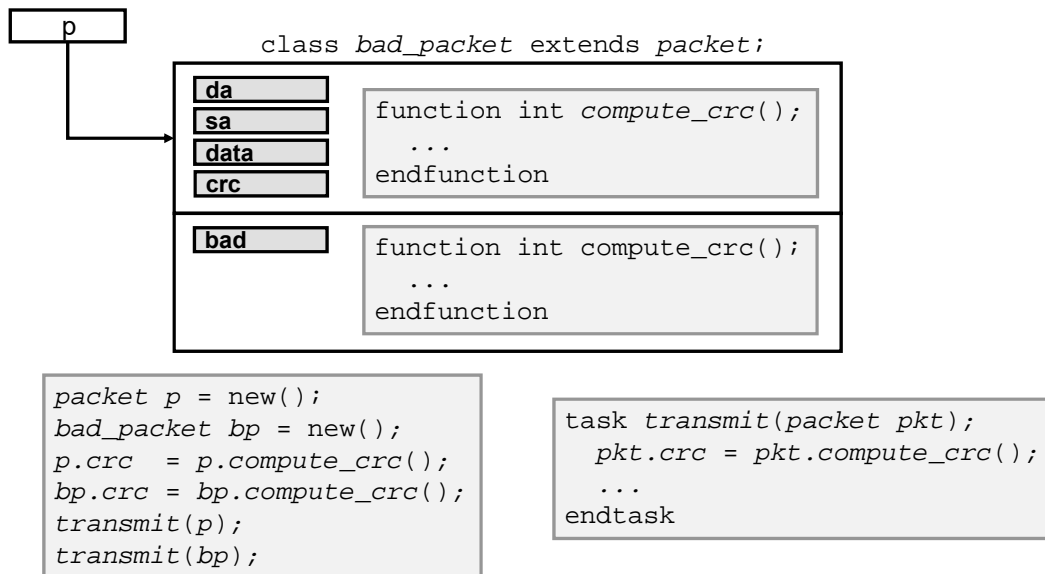 p
class bad_packet extends packet;
da
sa
data
crc
function int compute_crc();
...
endfunction
bad
function int compute_crc();
...
endfunction
packet p = new();
bad_packet bp = new();
p.crc  = p.compute_crc();
bp.crc = bp.compute_crc();
transmit(p);
transmit(bp);
task transmit(packet pkt);
pkt.crc = pkt.compute_crc();
...
endtask